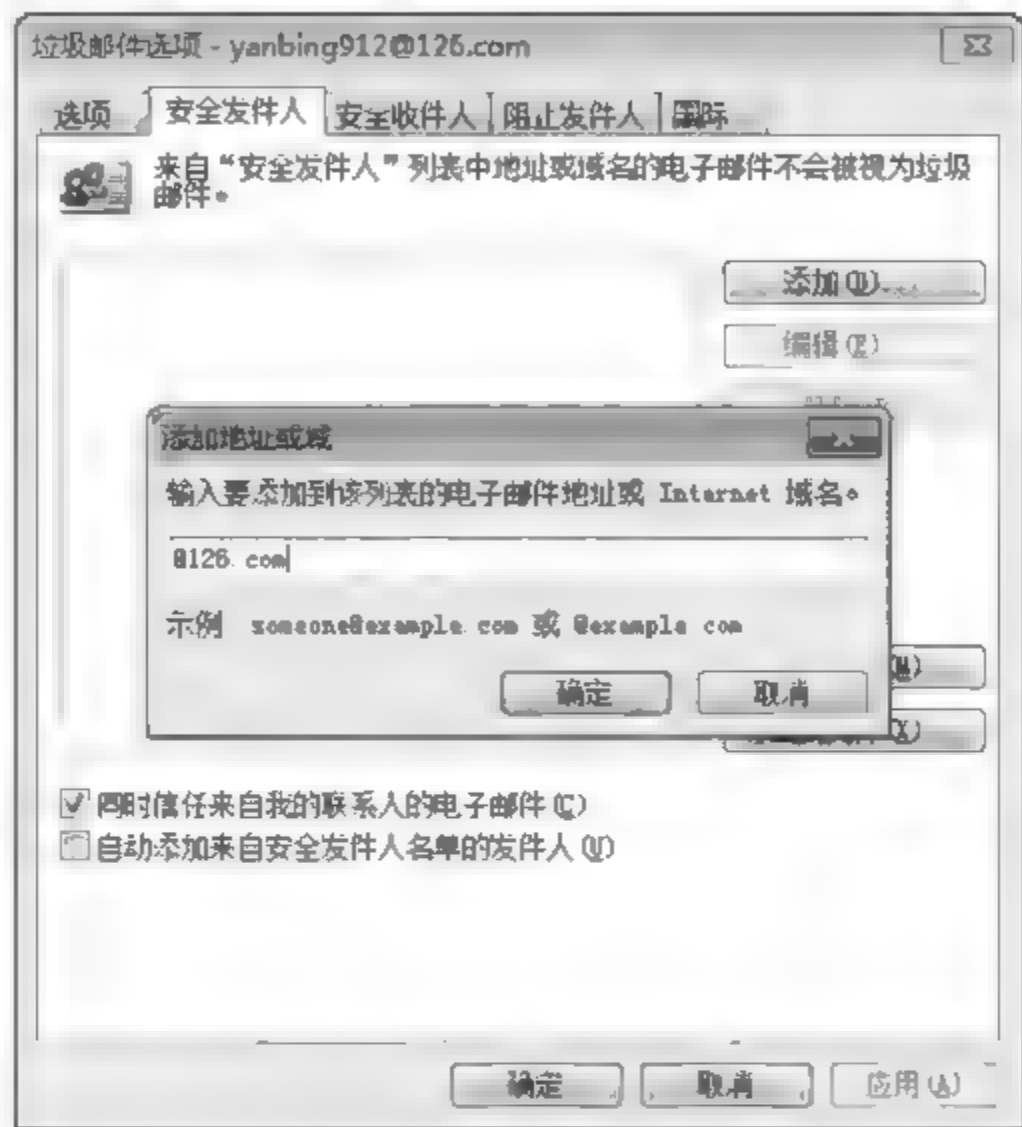 垃圾邮件选项 - yanbing912@126.com
选项 安全发件人 安全收件人 阻止发件人 国际
来自“安全发件人”列表中地址或域名的电子邮件不会被视为垃圾
邮件。
添加(D)...
编辑(E)
添加地址或域
输入要添加到该列表的电子邮件地址或 Internet 域名。
@126.com
示例 someone@example.com 或 @example.com
确定 取消
(M)
(X)
同时信任来自我的联系人的电子邮件(C)
自动添加来自安全发件人名单的发件人(U)
确定 取消 应用(A)